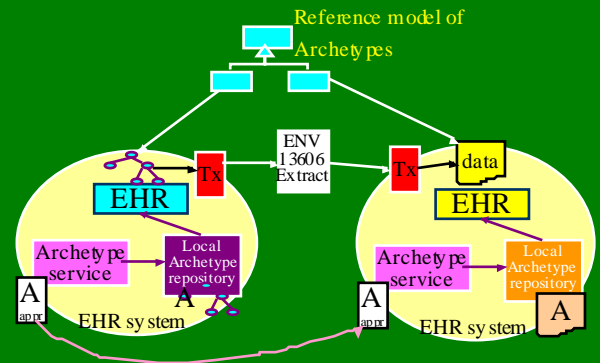 Reference model of
Archetypes
ENV
13606
Extract
Tx
Tx
data
EHR
EHR
Archetype
service
Local
Archetype
repository
A
A
appr
EHR system
Archetype
service
Local
Archetype
repository
A
A
appr
EHR system